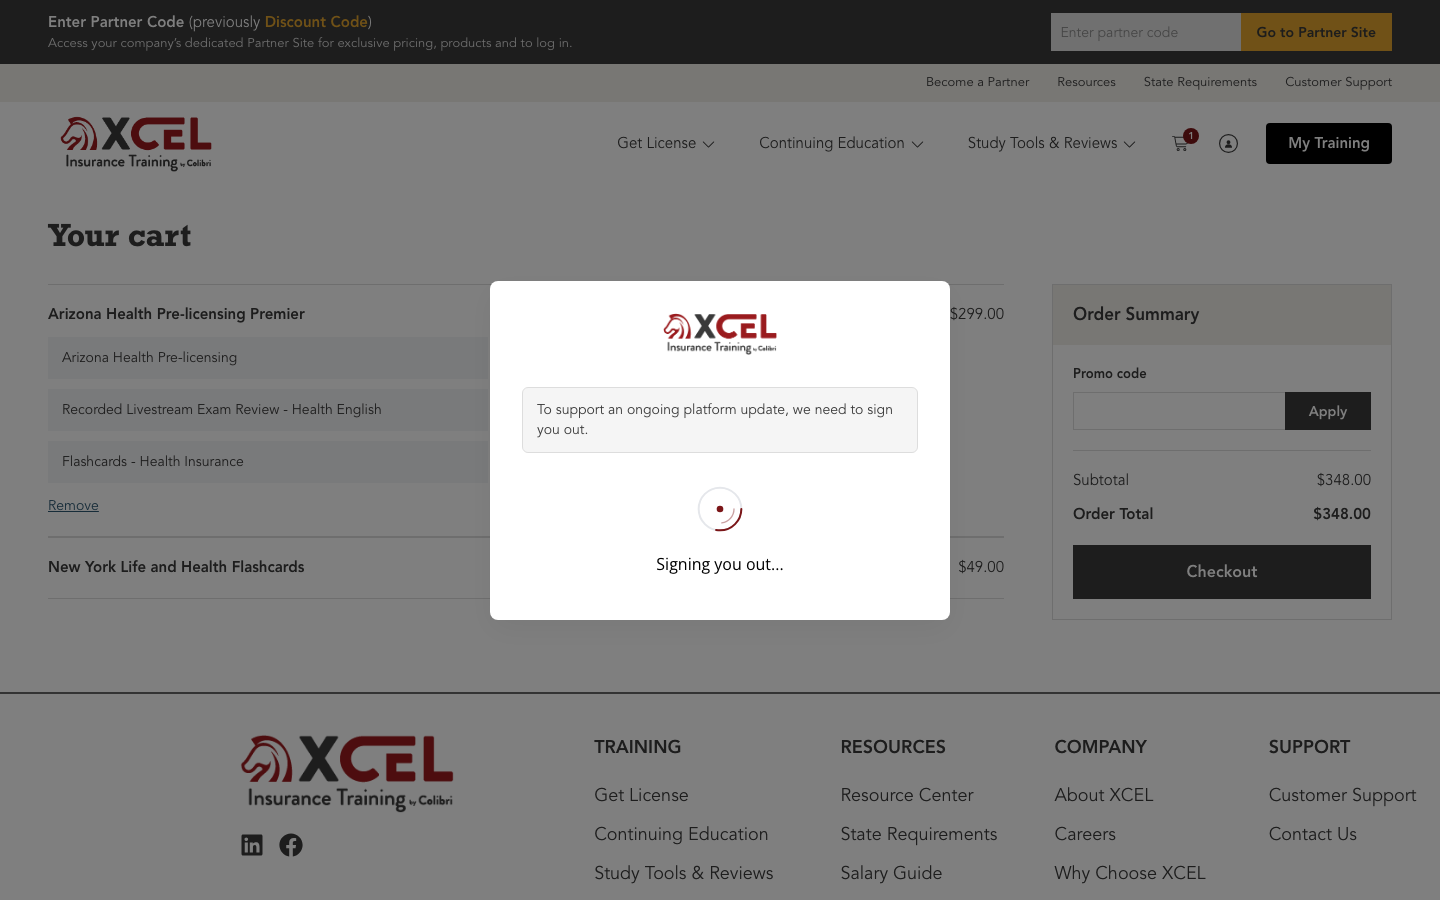 Enter Partner Code (previously Discount Code)
Access your company's dedicated Partner Site for exclusive pricing, products and to log in.
Enter partner code
Go to Partner Site
Become a Partner
Resources
State Requirements
Customer Support
XCEL
Insurance Training by Colibri
Get License
Continuing Education
Study Tools & Reviews
1
My Training
Your cart
Arizona Health Pre-licensing Premier
$299.00
Arizona Health Pre-licensing
Recorded Livestream Exam Review - Health English
Flashcards - Health Insurance
Remove
New York Life and Health Flashcards
$49.00
XCEL
Insurance Training by Colibri
To support an ongoing platform update, we need to sign
you out.
Signing you out...
Order Summary
Promo code
Apply
Subtotal
$348.00
Order Total
$348.00
Checkout
XCEL
Insurance Training by Colibri
TRAINING
Get License
Continuing Education
Study Tools & Reviews
RESOURCES
Resource Center
State Requirements
Salary Guide
COMPANY
About XCEL
Careers
Why Choose XCEL
SUPPORT
Customer Support
Contact Us